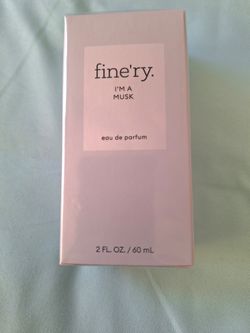 fine'ry.
I'M A
MUSK
eau de parfum
2 FL. OZ. / 60 mL